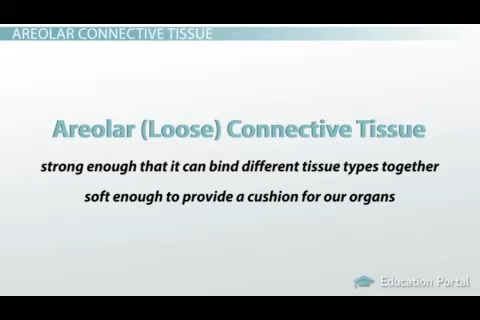 AREOLAR CONNECTIVE TISSUE
Areolar (Loose) Connective Tissue
strong enough that it can bind different tissue types together
soft enough to provide a cushion for our organs
Education Portal